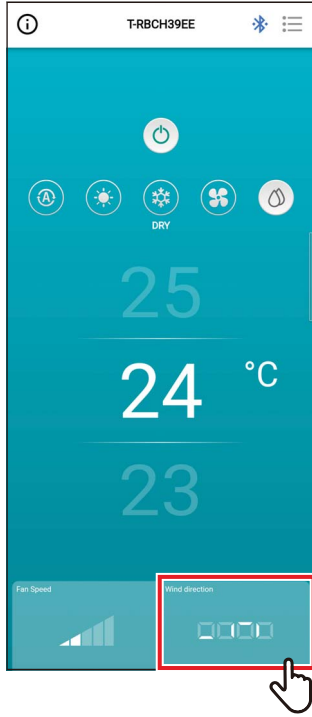 T-RBCH39EE
A
DRY
25
24 °C
23
Fan Speed
Wind direction